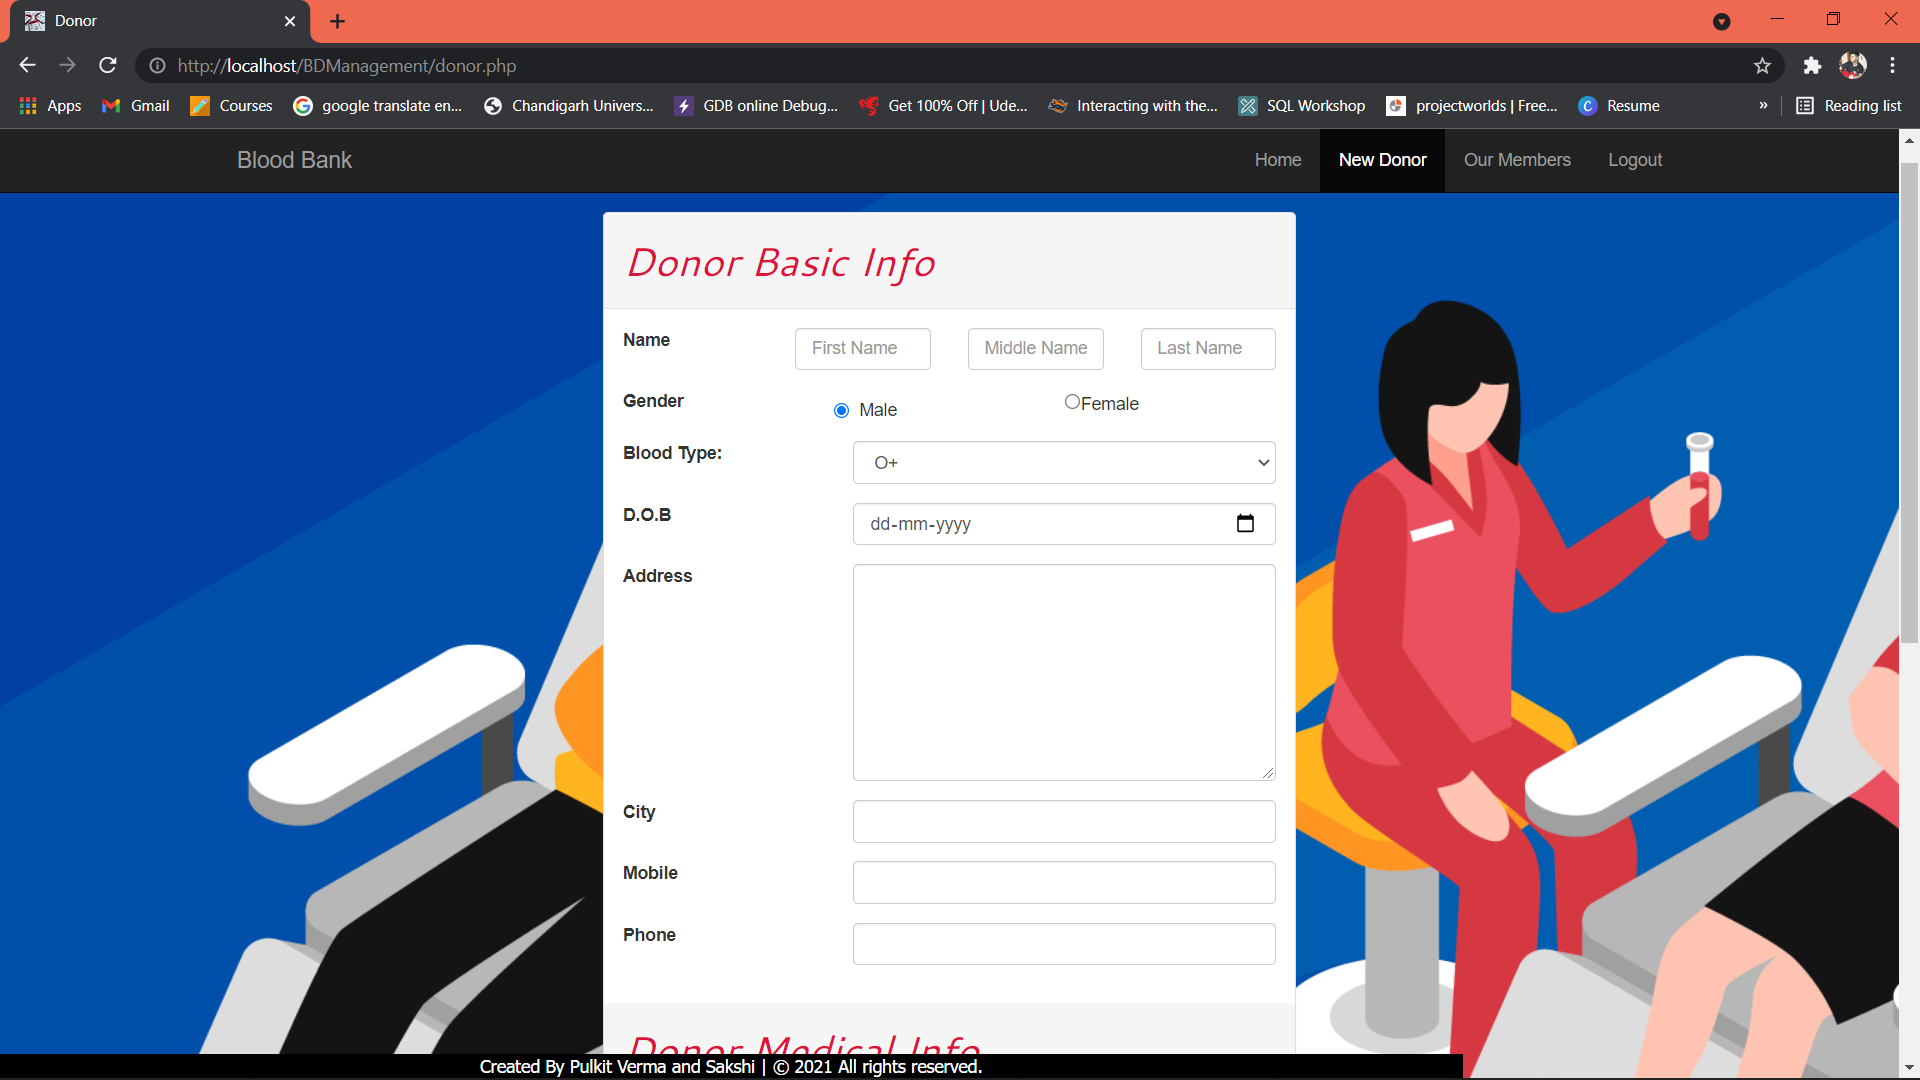 Donor
http://localhost/BDManagement/donor.php
Apps Gmail Courses google translate en... Chandigarh Univers... GDB online Debug... Get 100% Off | Ude... Interacting with the... SQL Workshop projectworlds | Free... Resume » Reading list
Blood Bank Home New Donor Our Members Logout
Donor Basic Info
Name First Name Middle Name Last Name
Gender Male Female
Blood Type: O+
D.O.B dd-mm-yyyy
Address
City
Mobile
Phone
Donor Medical Info
Created By Pulkit Verma and Sakshi | © 2021 All rights reserved.